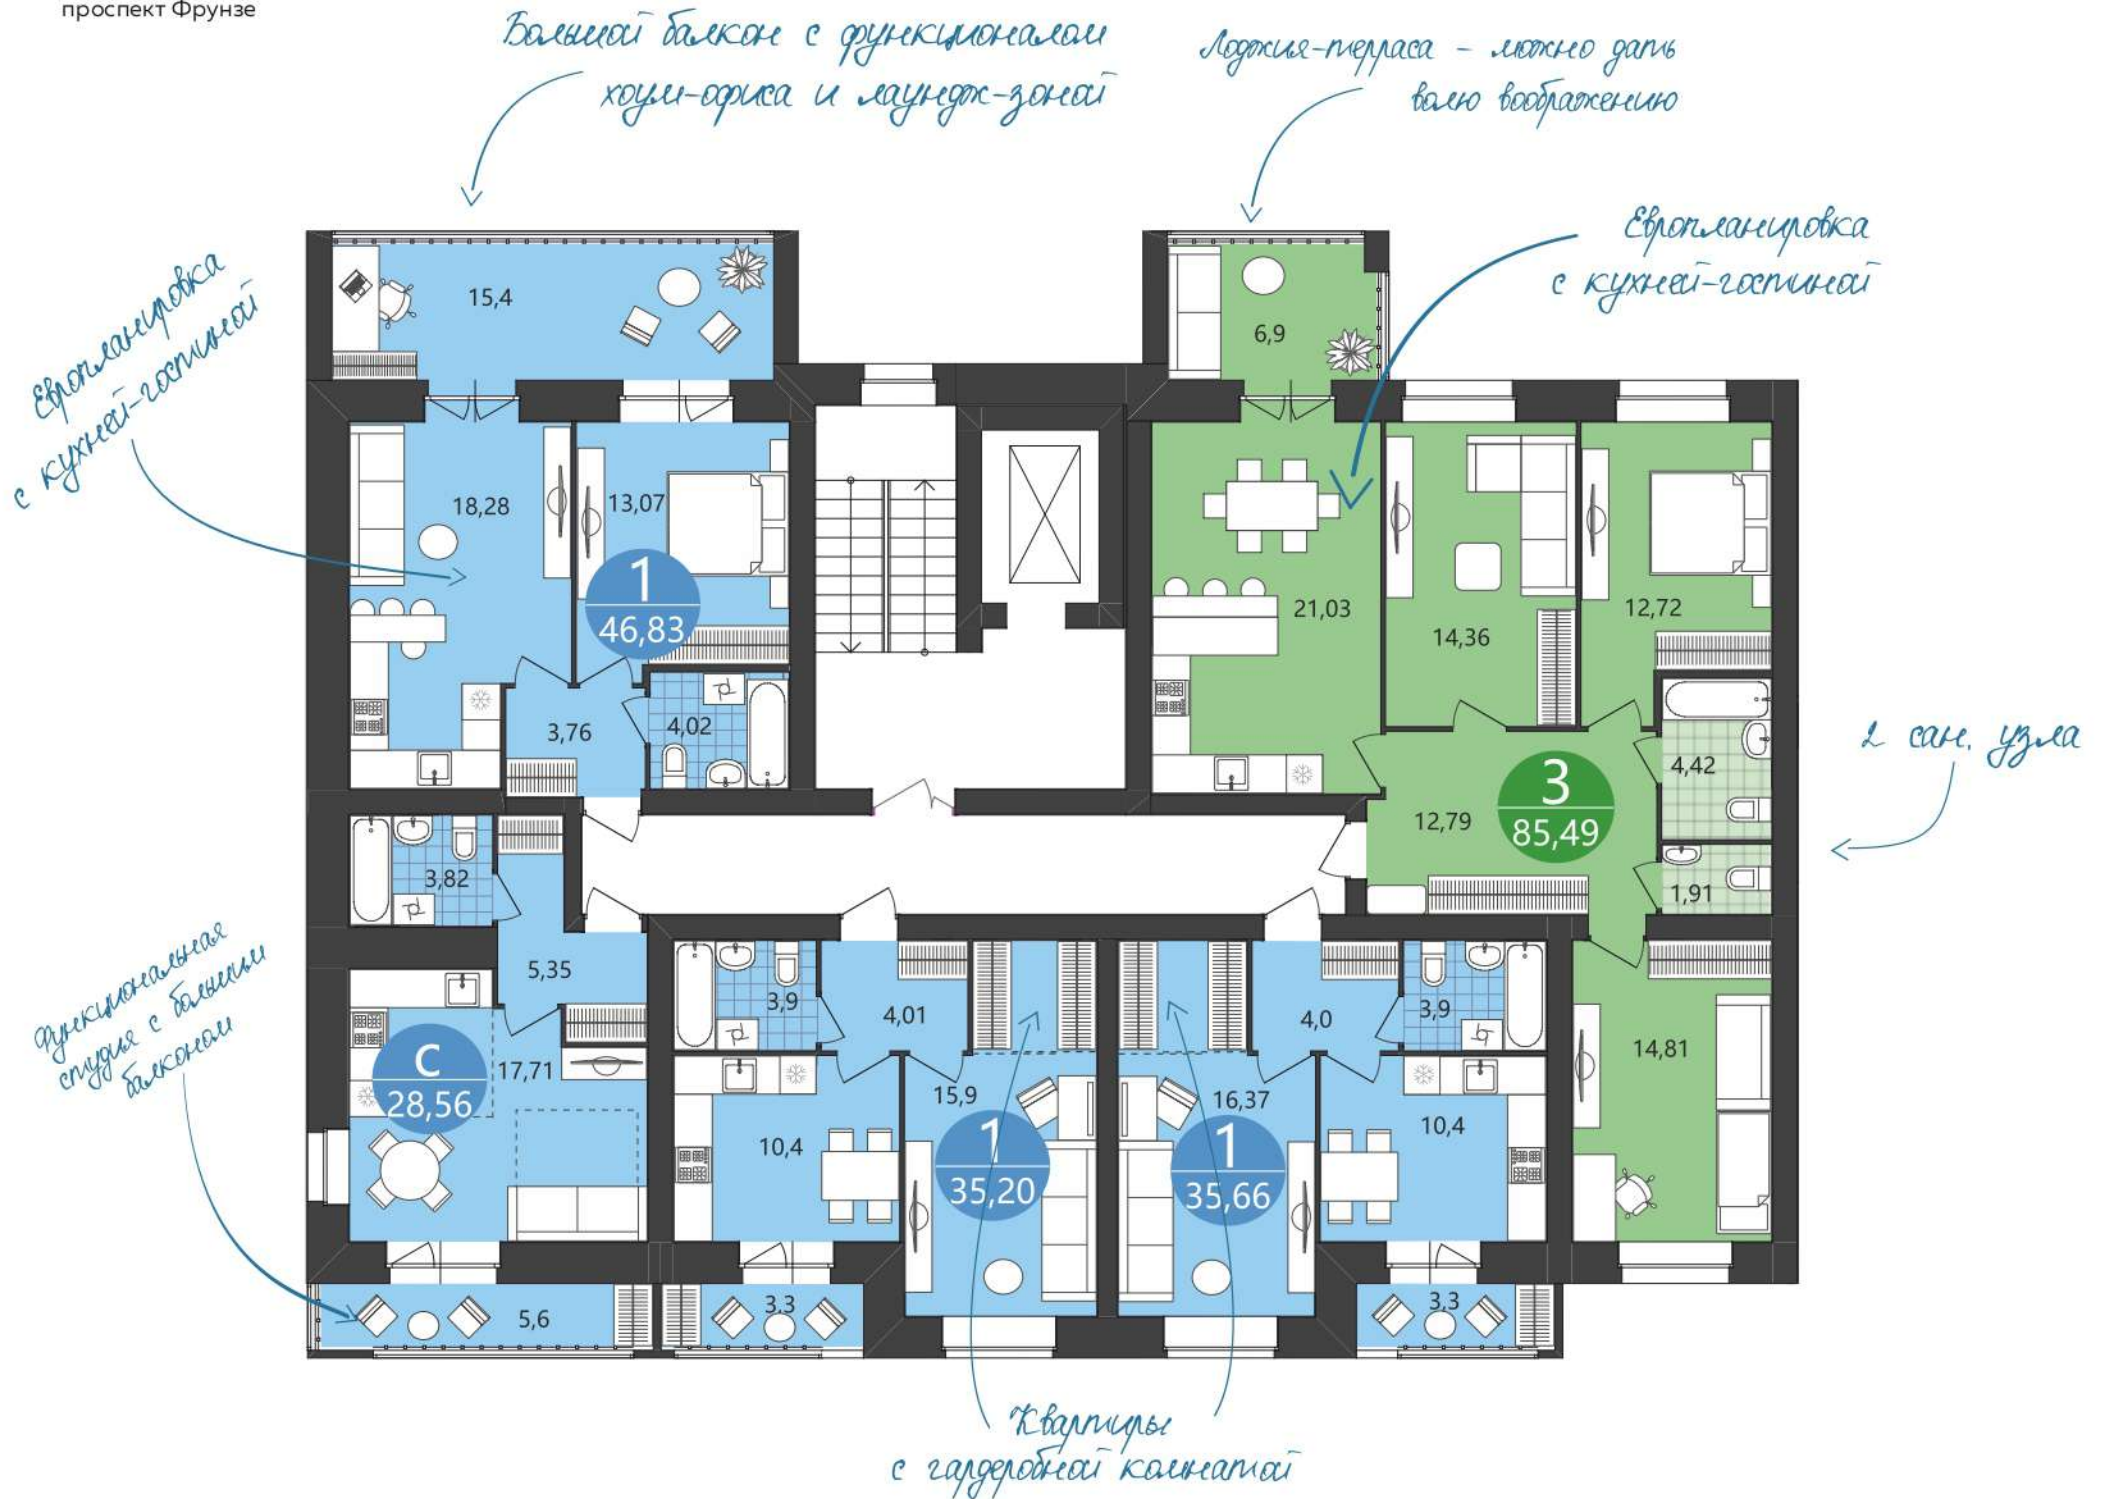 проспект Фрунзе
Большой балкон с функционалом
хоум-офиса и лаундж-зоной
Лоджия-терраса - можно дать
волю воображению
Европланировка
с кухней-гостиной
Европланировка
с кухней-гостиной
15,4
6,9
18,28
13,07
1
46,83
3,76
4,02
21,03
14,36
12,72
4,42
3
85,49
12,79
1,91
2 сан. узла
3,82
5,35
Функциональная
студия с большим
балконом
С
28,56
17,71
5,6
3,9
4,01
10,4
15,9
1
35,20
3,3
4,0
3,9
16,37
1
35,66
10,4
3,3
14,81
Квартиры
с гардеробной комнатой